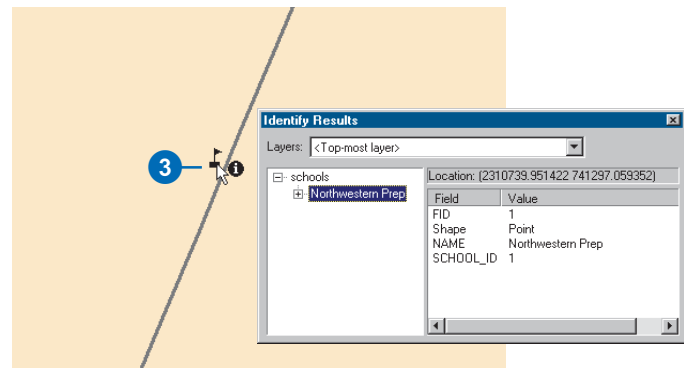 3
Identify Results
Layers: <Top-most layer>
schools
Northwestern Prep
Location: (2310739.951422 741297.059352)
Field Value
FID 1
Shape Point
NAME Northwestern Prep
SCHOOL_ID 1